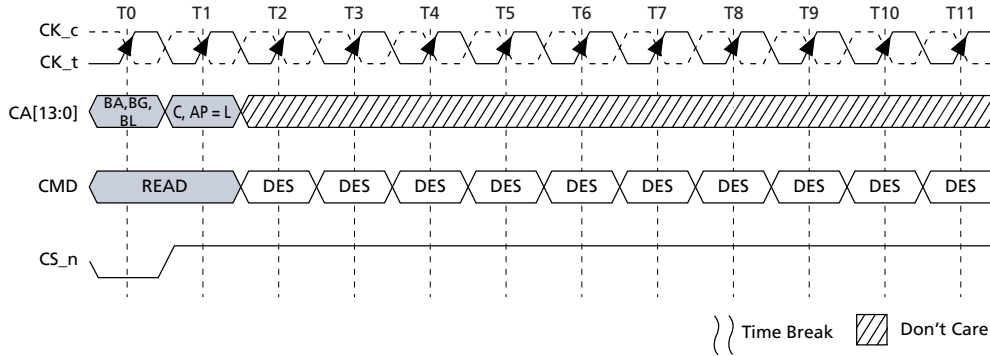 T0 T1 T2 T3 T4 T5 T6 T7 T8 T9 T10 T11
CK_c
CK_t
CA[13:0] BA,BG, BL C, AP = L
CMD READ DES DES DES DES DES DES DES DES DES DES
CS_n
Time Break Don't Care